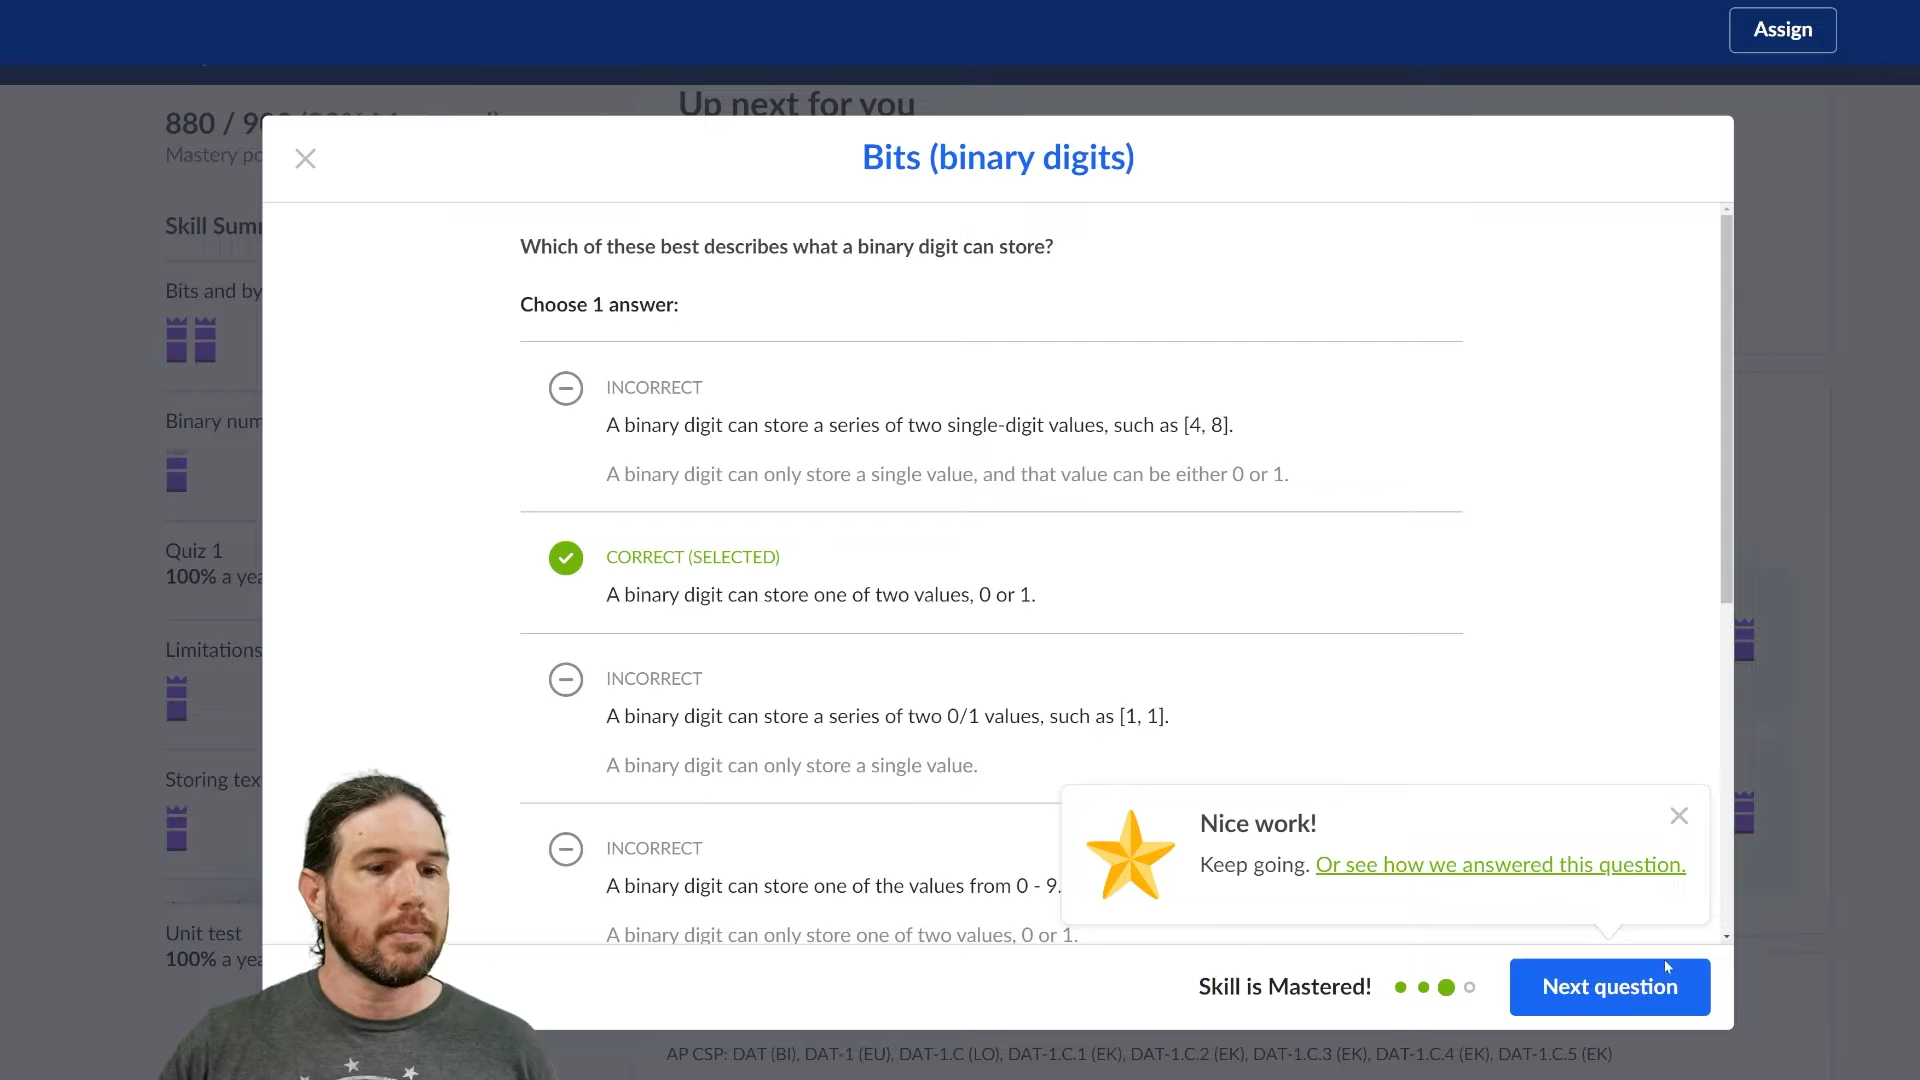 Assign
Up next for you
880 / 9
Mastery po
Bits (binary digits)
Skill Sum
Which of these best describes what a binary digit can store?
Bits and by
Choose 1 answer:
INCORRECT
A binary digit can store a series of two single-digit values, such as [4, 8].
Binary num
A binary digit can only store a single value, and that value can be either 0 or 1.
Quiz 1
100% a yea
CORRECT (SELECTED)
A binary digit can store one of two values, 0 or 1.
Limitations
INCORRECT
A binary digit can store a series of two 0/1 values, such as [1, 1].
Storing tex
A binary digit can only store a single value.
Nice work!
Keep going. Or see how we answered this question.
INCORRECT
A binary digit can store one of the values from 0 - 9.
A binary digit can only store one of two values, 0 or 1.
Unit test
100% a yea
Skill is Mastered!
Next question
AP CSP: DAT (BI), DAT-1 (EU), DAT-1.C (LO), DAT-1.C.1 (EK), DAT-1.C.2 (EK), DAT-1.C.3 (EK), DAT-1.C.4 (EK), DAT-1.C.5 (EK)